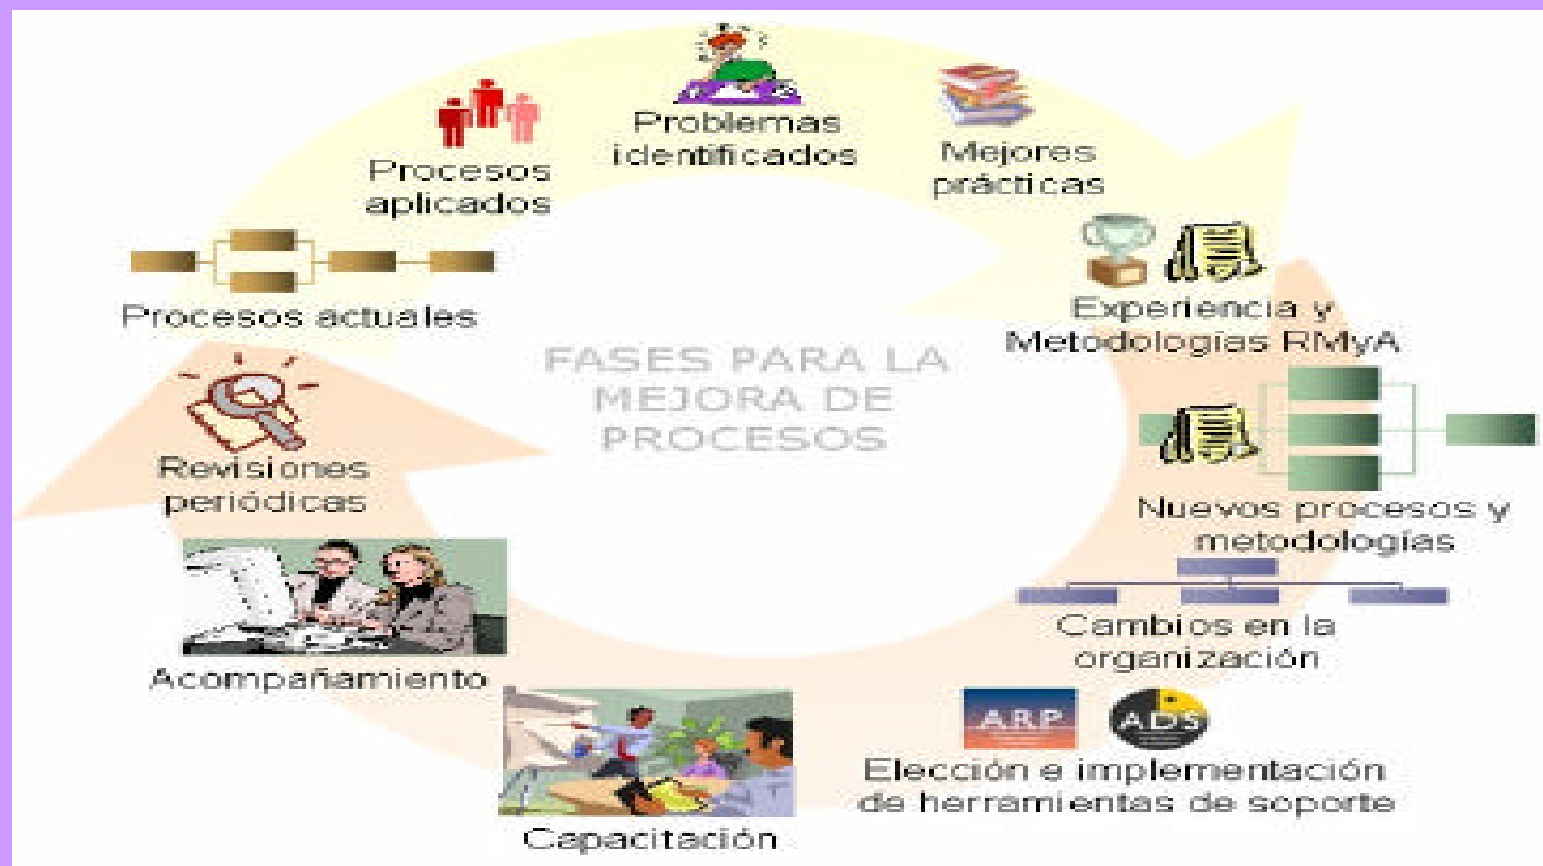 Problemas
identificados
Mejores
prácticas
Procesos
aplicados
Experiencia y
Metodologías RMyA
Procesos actuales
FASES PARA LA
MEJORA DE
PROCESOS
Revisiones
periódicas
Nuevos procesos y
metodologías
Cambios en la
organización
Acompañamiento
ARP
ADS
Elección e implementación
de herramientas de soporte
Capacitación